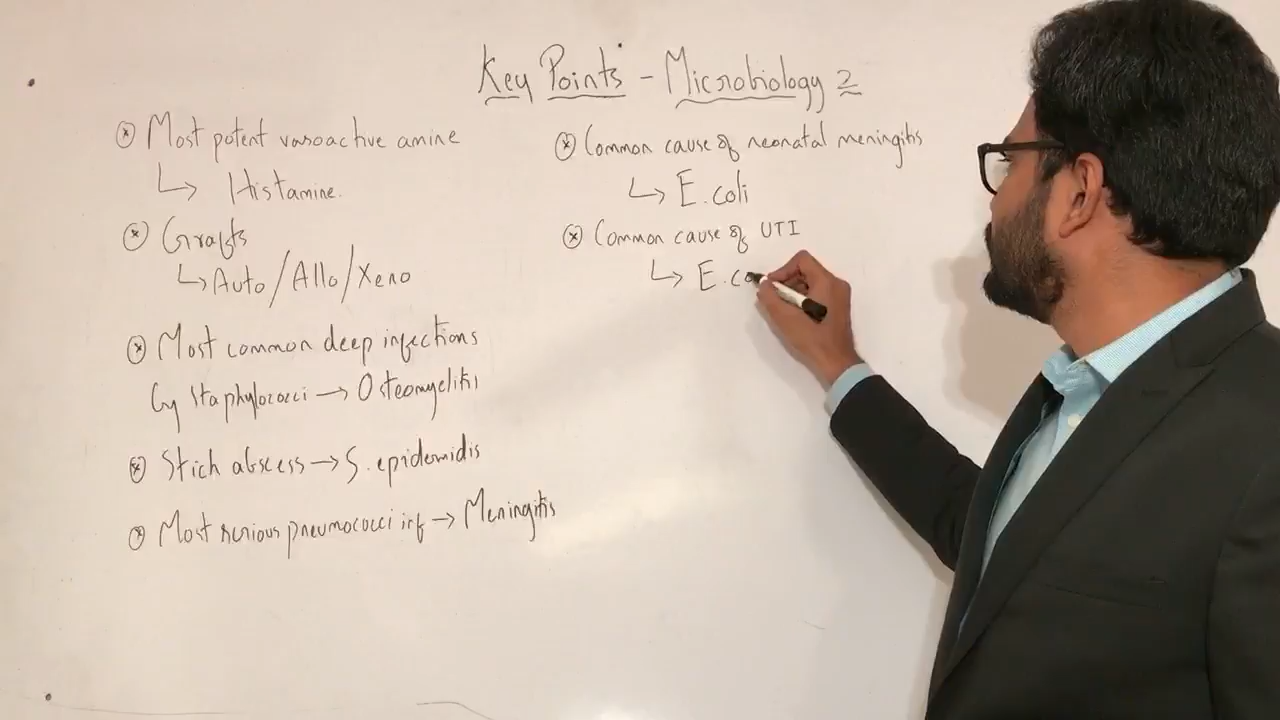 Key Points - Microbiology 2
Most potent vasoactive amine
↳ Histamine.
Grafts
↳ Auto/Allo/Xeno
Most common deep infections
by staphylococci → Osteomyelitis
Stich abscess → S. epidemidis
Most serious pneumococci inf → Meningitis
Common cause of neonatal meningitis
↳ E. coli
Common cause of UTI
↳ E. co